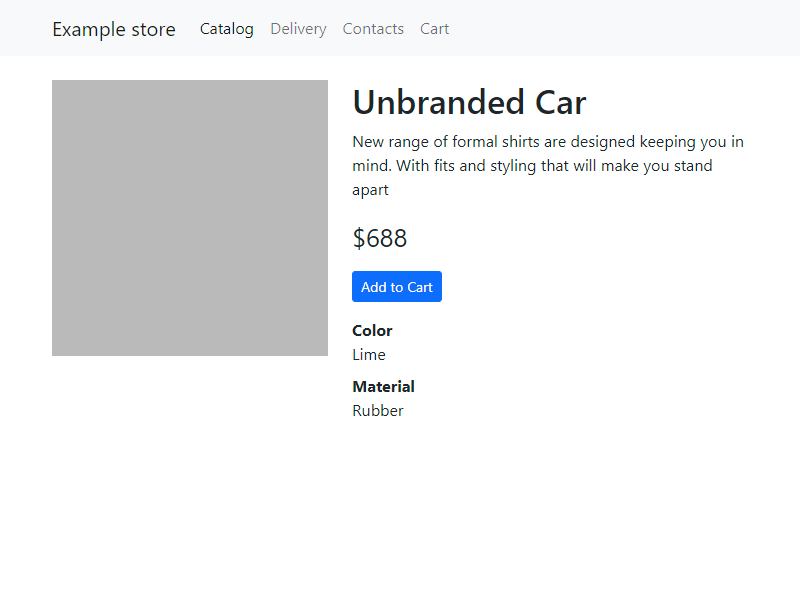 Example store Catalog Delivery Contacts Cart
Unbranded Car
New range of formal shirts are designed keeping you in
mind. With fits and styling that will make you stand
apart
$688
Add to Cart
Color
Lime
Material
Rubber